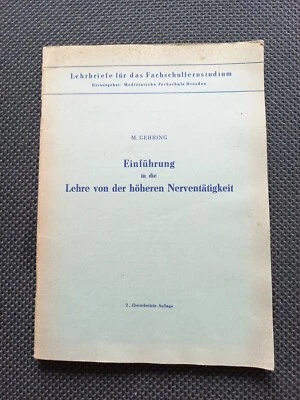 Lehrbriefe für das Fachschulfernstudium
Herausgeber: Medizinische Fachschule Dresden
M. GEHRING
Einführung
in die
Lehre von der höheren Nerventätigkeit
überarbeitete Auflage